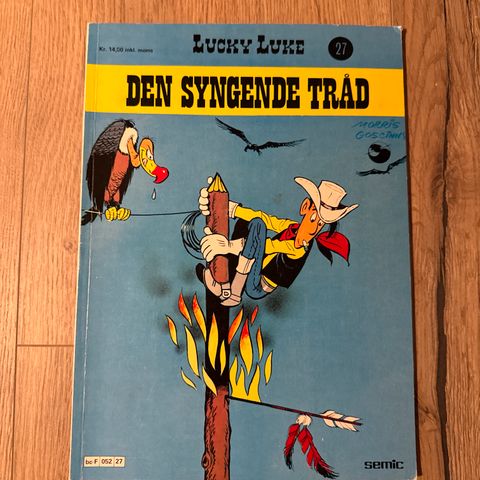 LUCKY LUKE
Kr. 14,00 inkl. moms
27
DEN SYNGENDE TRÅD
MORRIS
GOSCINNY
bc F 052 27
semic